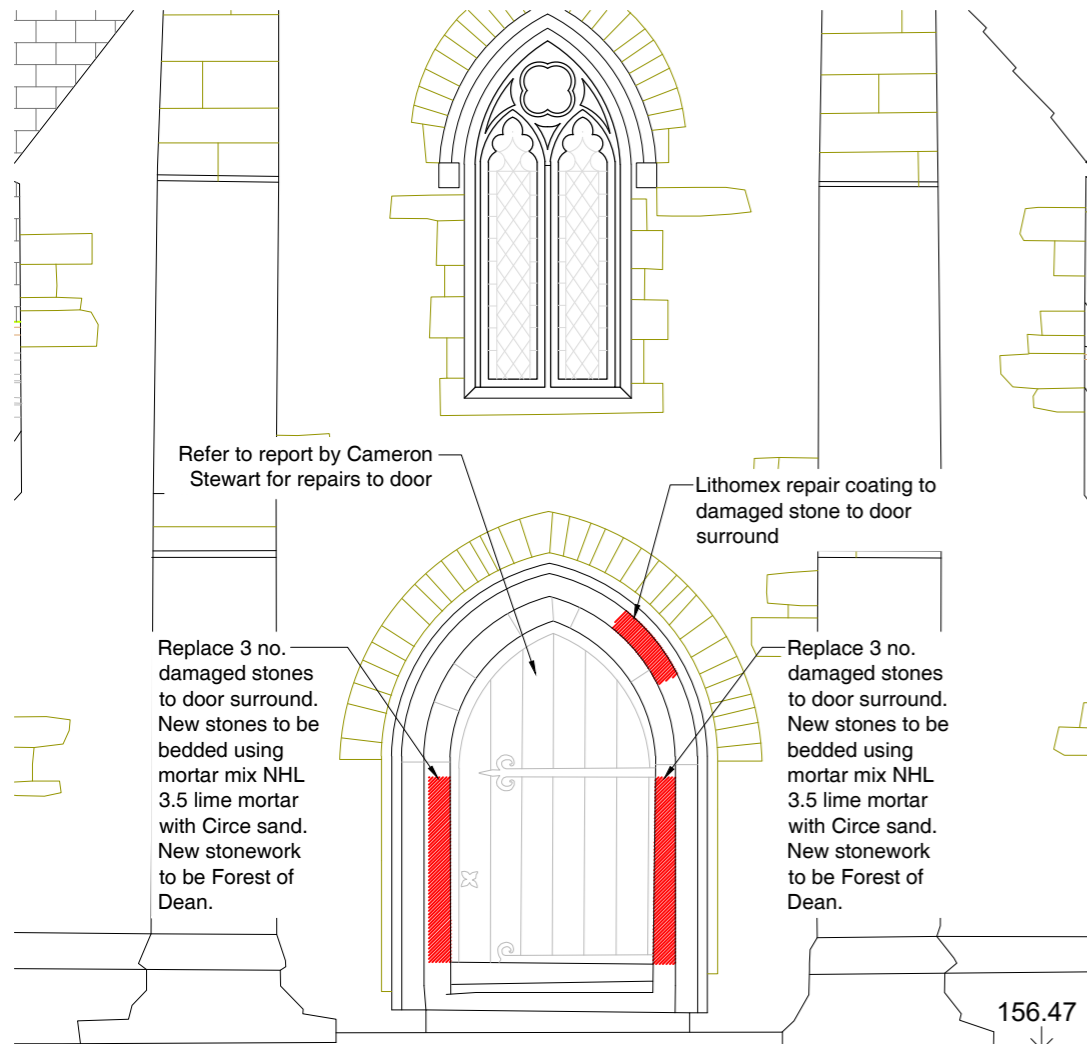 Refer to report by Cameron
Stewart for repairs to door
Lithomex repair coating to
damaged stone to door
surround
Replace 3 no.
damaged stones
to door surround.
New stones to be
bedded using
mortar mix NHL
3.5 lime mortar
with Circe sand.
New stonework
to be Forest of
Dean.
Replace 3 no.
damaged stones
to door surround.
New stones to be
bedded using
mortar mix NHL
3.5 lime mortar
with Circe sand.
New stonework
to be Forest of
Dean.
156.47